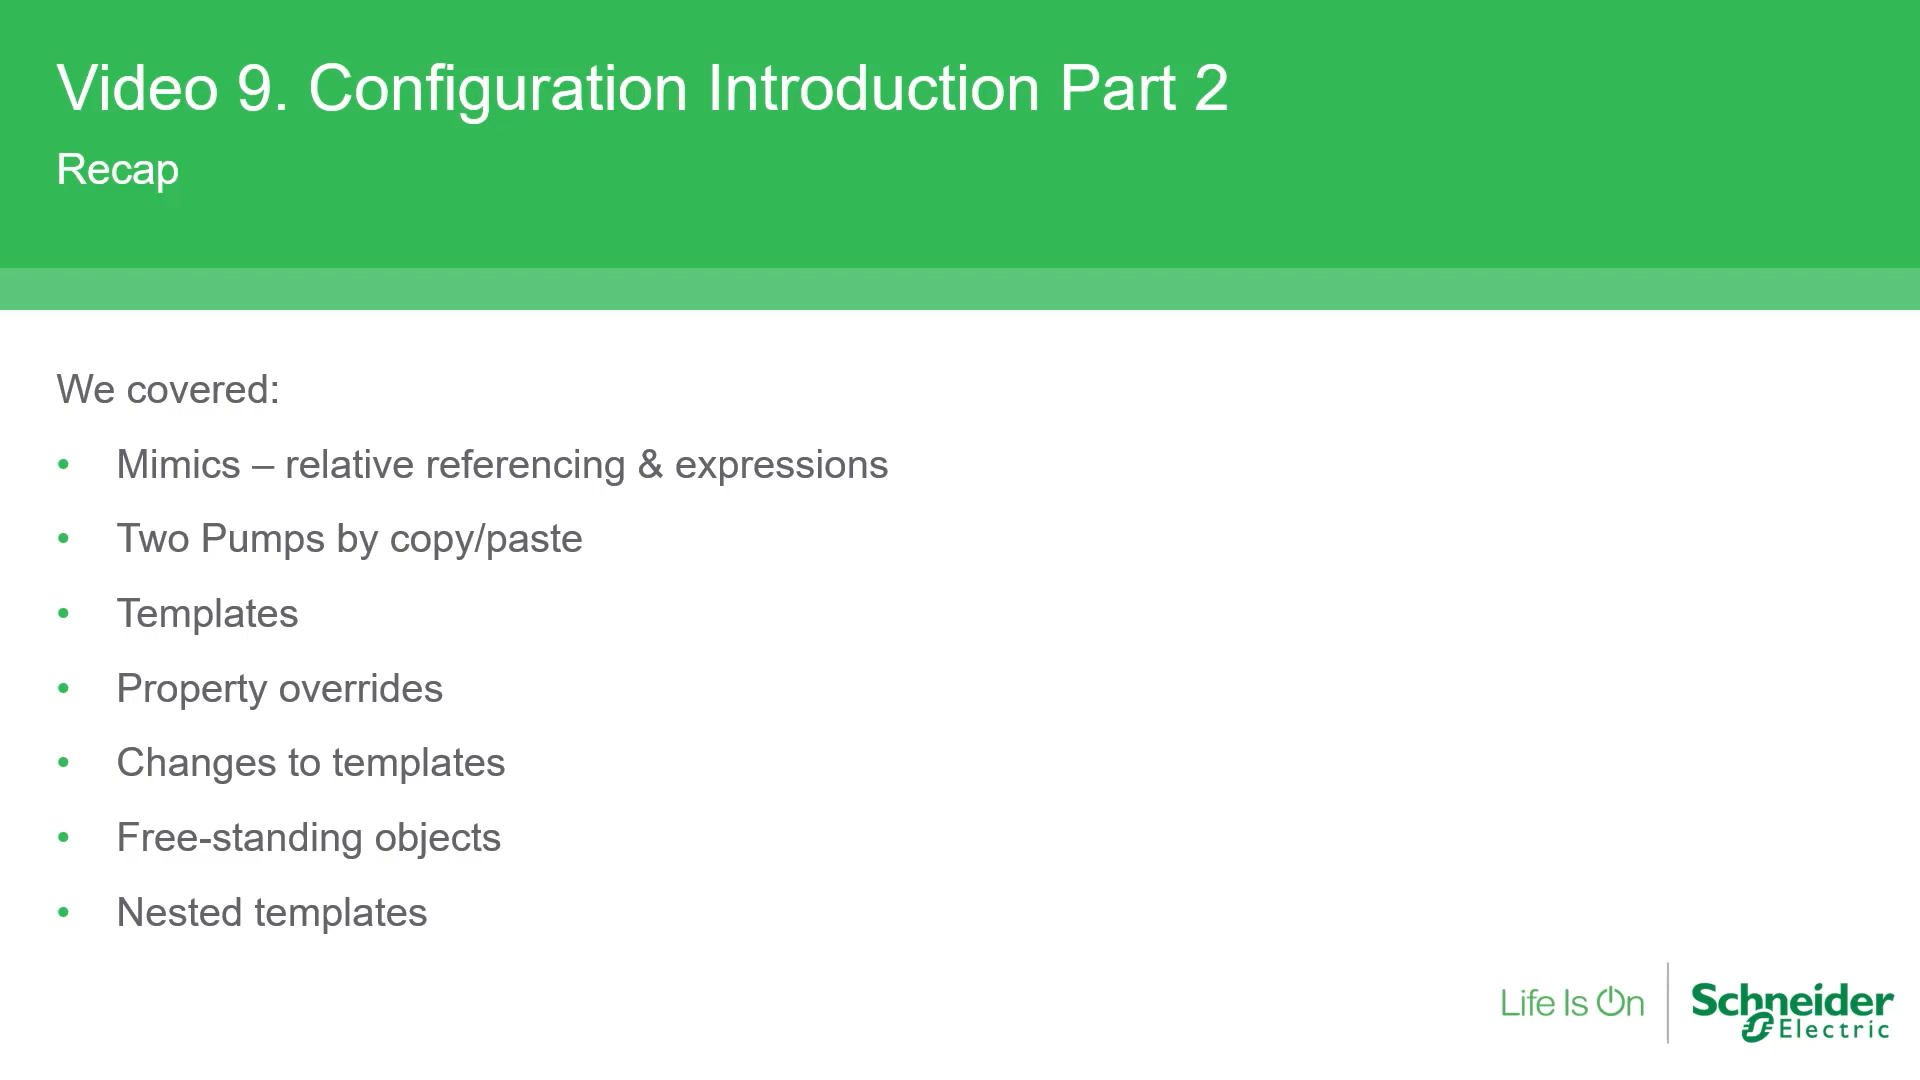 Video 9. Configuration Introduction Part 2
Recap
We covered:
• Mimics – relative referencing & expressions
• Two Pumps by copy/paste
• Templates
• Property overrides
• Changes to templates
• Free-standing objects
• Nested templates
Life Is On
Schneider
Electric